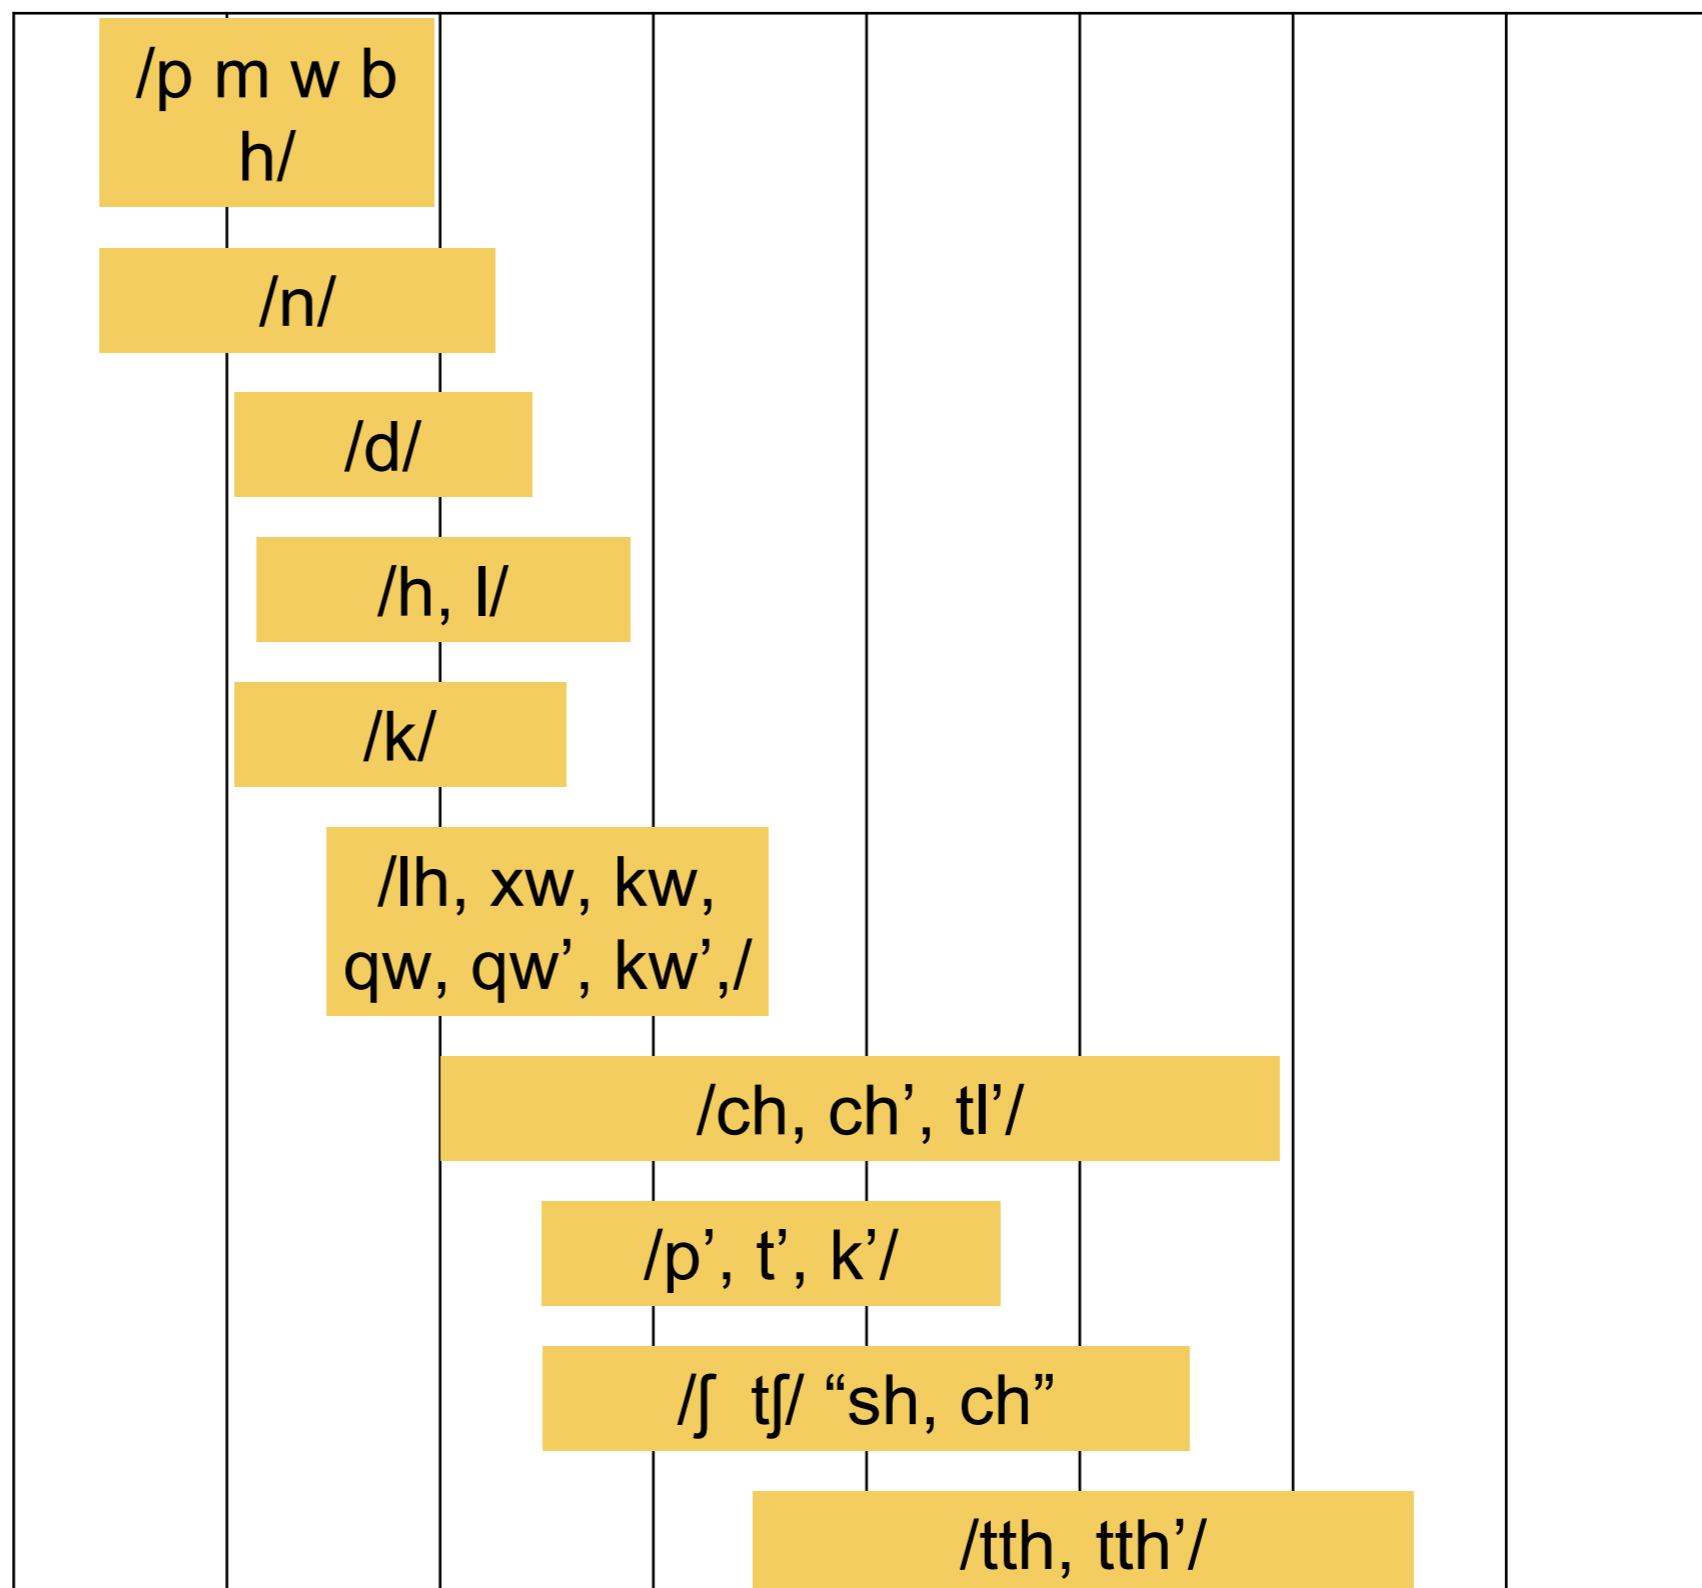 /p m w b
h/
/n/
/d/
/h, l/
/k/
/lh, xw, kw,
qw, qw’, kw’,/
/ch, ch’, tl’/
/p’, t’, k’/
/ʃ  tʃ/ “sh, ch”
/tth, tth’/